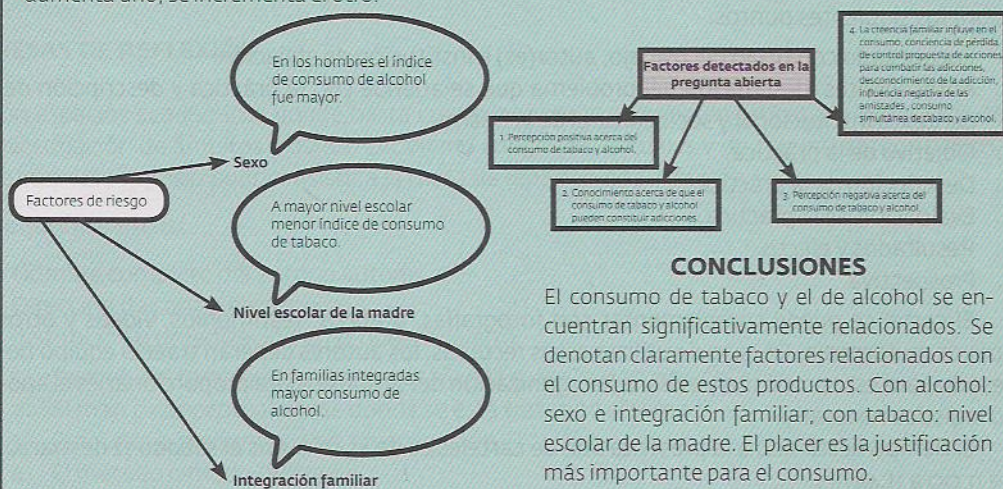 aumenta uno, se incrementa el otro.
En los hombres el índice
de consumo de alcohol
fue mayor.
Sexo
Factores de riesgo
A mayor nivel escolar
menor índice de consumo
de tabaco.
Nivel escolar de la madre
En familias integradas
mayor consumo de
alcohol.
Integración familiar
Factores detectados en la
pregunta abierta
1. Percepción positiva acerca del
consumo de tabaco y alcohol.
2. Conocimiento acerca de que el
consumo de tabaco y alcohol
pueden constituir adicciones.
3. Percepción negativa acerca del
consumo de tabaco y alcohol.
4. La creencia familiar influye en el
consumo, conciencia de pérdida
de control propuesta de acciones
para combatir las adicciones,
desconocimiento de la adicción,
influencia negativa de las
amistades, consumo
simultánea de tabaco y alcohol.
CONCLUSIONES
El consumo de tabaco y el de alcohol se en-
cuentran significativamente relacionados. Se
denotan claramente factores relacionados con
el consumo de estos productos. Con alcohol:
sexo e integración familiar; con tabaco: nivel
escolar de la madre. El placer es la justificación
más importante para el consumo.